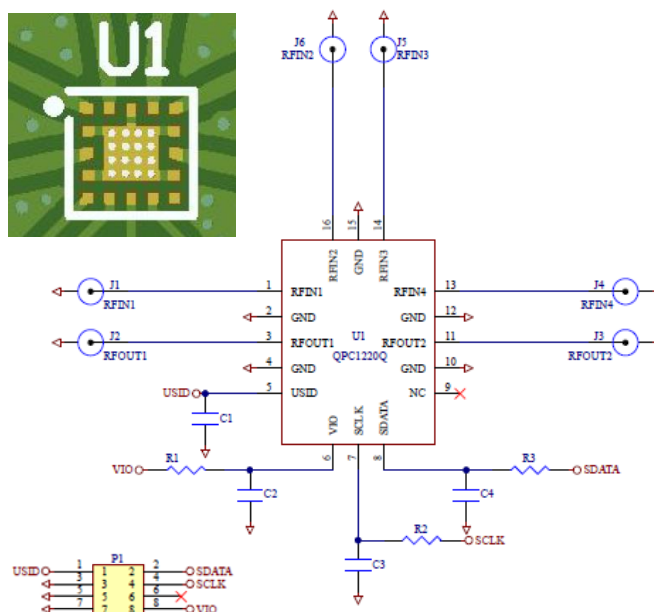 U1
J6
RFIN2
J5
RFIN3
16
15
14
RFIN2
GND
RFIN3
J1
RFIN1
1
RFIN1
RFIN4
13
J4
RFIN4
2
GND
GND
12
J2
RFOUT1
3
RFOUT1
U1
QPC1220Q
RFOUT2
11
J3
RFOUT2
4
GND
GND
10
USID
5
USID
NC
9
C1
VIO
SCLK
SDATA
6
7
8
VIO
R1
C2
R3
SDATA
C4
R2
SCLK
C3
P1
USID
1
1
2
2
SDATA
3
3
4
4
SCLK
5
5
6
6
7
7
8
8
VIO